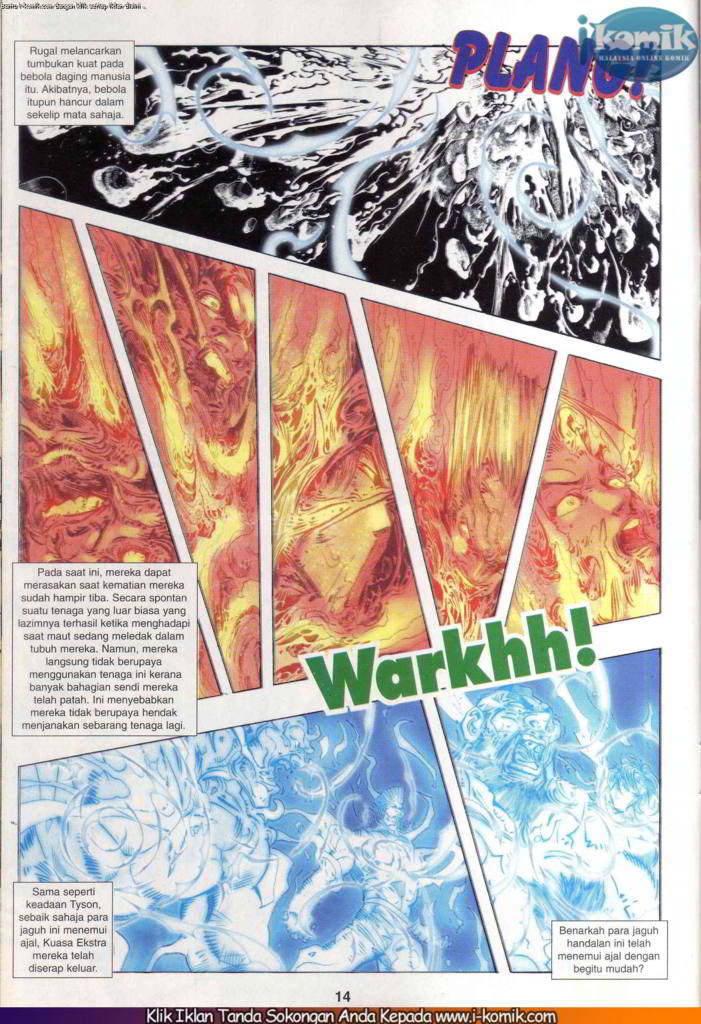 i-komik
MALAYSIA ONLINE KOMIK
PLANG!
Rugal melancarkan
tumbukan kuat pada
bebola daging manusia
itu. Akibatnya, bebola
itupun hancur dalam
sekelip mata sahaja.
Pada saat ini, mereka dapat
merasakan saat kematian mereka
sudah hampir tiba. Secara spontan
suatu tenaga yang luar biasa yang
lazimnya terhasil ketika menghadapi
saat maut sedang meledak dalam
tubuh mereka. Namun, mereka
langsung tidak berupaya
menggunakan tenaga ini kerana
banyak bahagian sendi mereka
telah patah. Ini menyebabkan
mereka tidak berupaya hendak
menjanakan sebarang tenaga lagi.
Warkhh!
Sama seperti
keadaan Tyson,
sebaik sahaja para
jaguh ini menemui
ajal, Kuasa Ekstra
mereka telah
diserap keluar.
Benarkah para jaguh
handalan ini telah
menemui ajal dengan
begitu mudah?
14
Klik Iklan Tanda Sokongan Anda Kepada www.i-komik.com